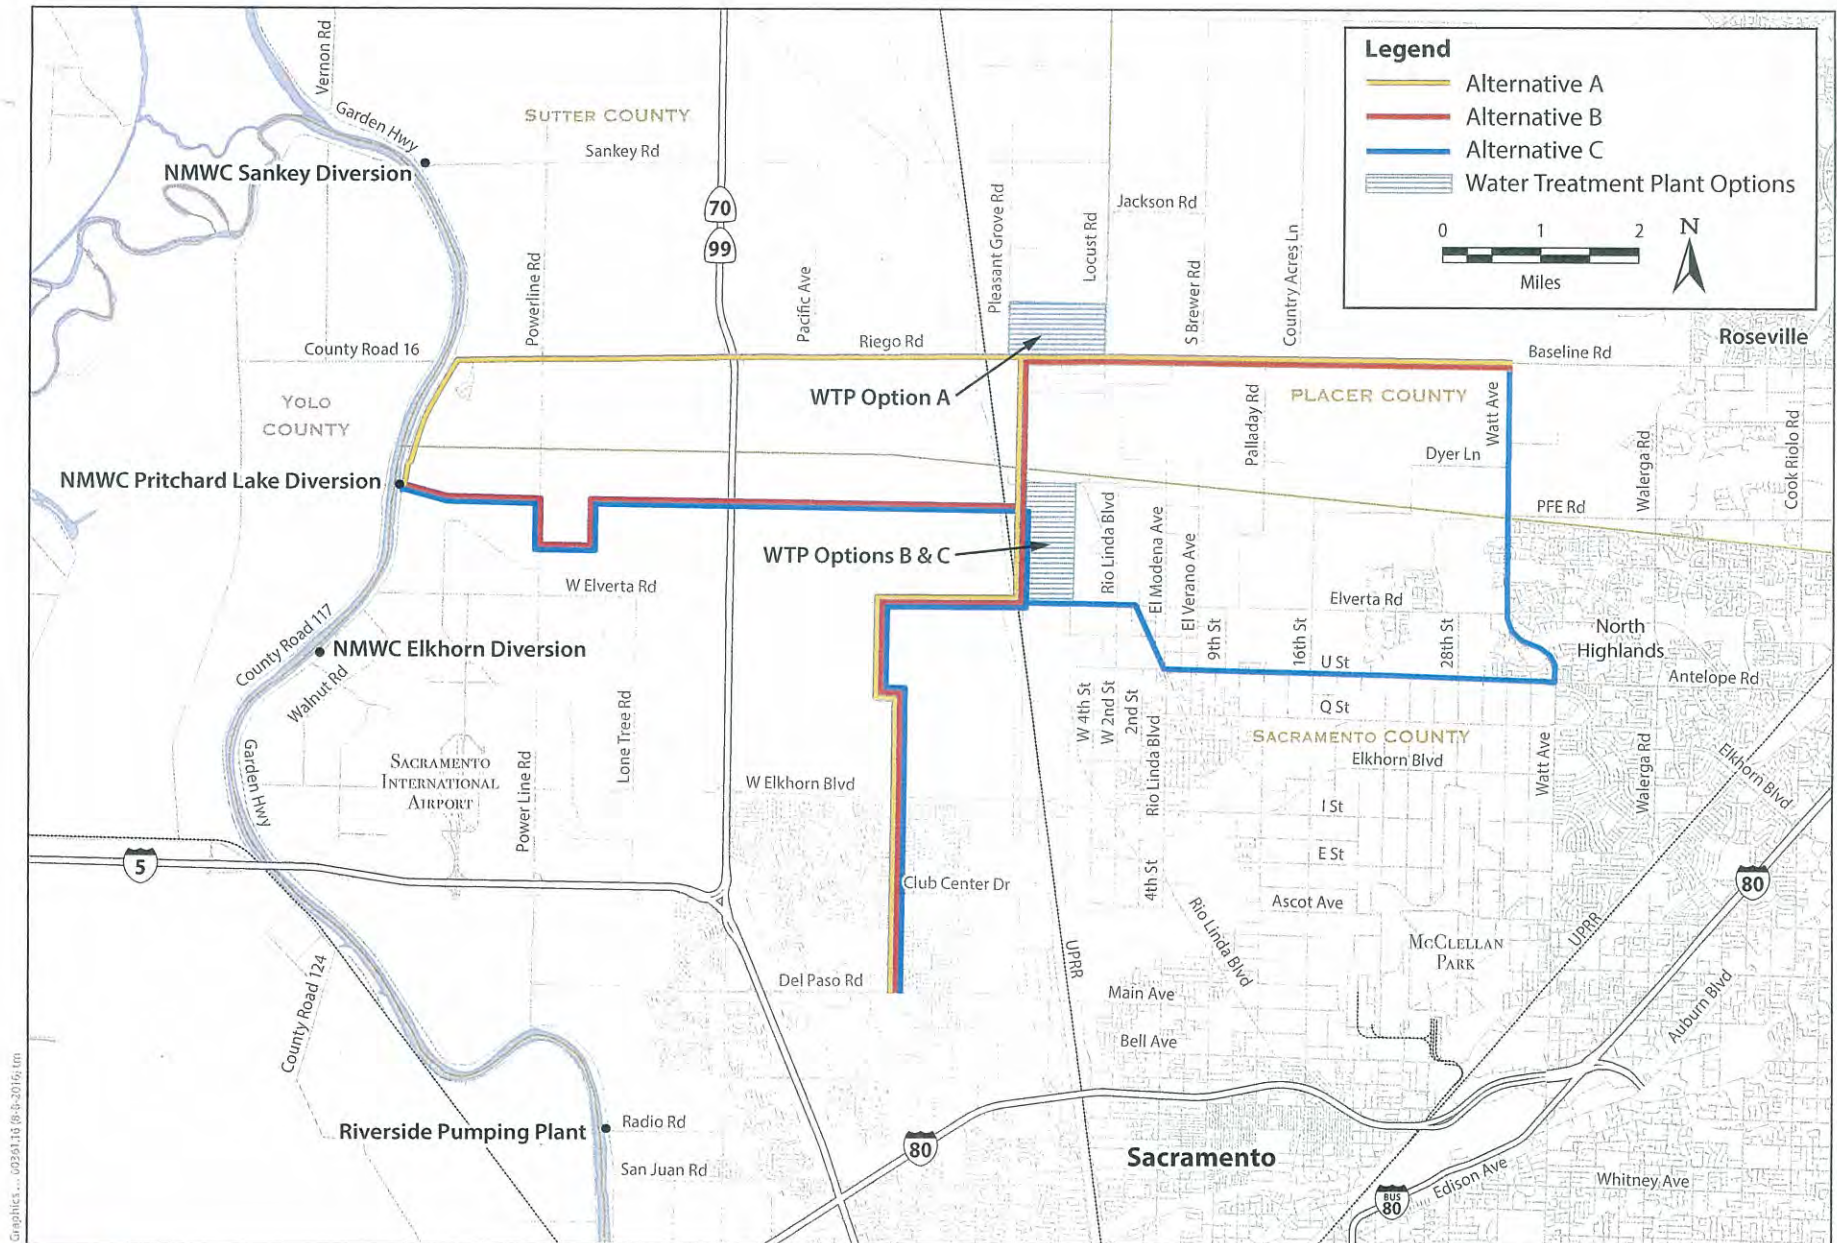 Legend
Alternative A
Alternative B
Alternative C
Water Treatment Plant Options
0 1 2
Miles
N
Vernon Rd
Garden Hwy
SUTTER COUNTY
Sankey Rd
NMWC Sankey Diversion
70
99
Powerline Rd
Pacific Ave
Pleasant Grove Rd
Locust Rd
Jackson Rd
S Brewer Rd
Country Acres Ln
Roseville
County Road 16
Riego Rd
Baseline Rd
YOLO
COUNTY
WTP Option A
PLACER COUNTY
Palladay Rd
Watt Ave
Dyer Ln
Walerga Rd
Cook Riolo Rd
NMWC Pritchard Lake Diversion
PFE Rd
WTP Options B & C
Rio Linda Blvd
El Modena Ave
El Verano Ave
W Elverta Rd
Elverta Rd
9th St
16th St
28th St
North
Highlands
County Road 117
NMWC Elkhorn Diversion
Walnut Rd
U St
Antelope Rd
W 4th St
W 2nd St
2nd St
Rio Linda Blvd
Q St
SACRAMENTO COUNTY
Elkhorn Blvd
Garden Hwy
SACRAMENTO
INTERNATIONAL
AIRPORT
Power Line Rd
Lone Tree Rd
W Elkhorn Blvd
I St
Watt Ave
Walerga Rd
Elkhorn Blvd
5
E St
Club Center Dr
4th St
Ascot Ave
80
Rio Linda Blvd
MCCLELLAN
PARK
UPRR
UPRR
County Road 124
Del Paso Rd
Main Ave
Auburn Blvd
Bell Ave
Riverside Pumping Plant
Radio Rd
80
Sacramento
San Juan Rd
BUS
80
Edison Ave
Whitney Ave